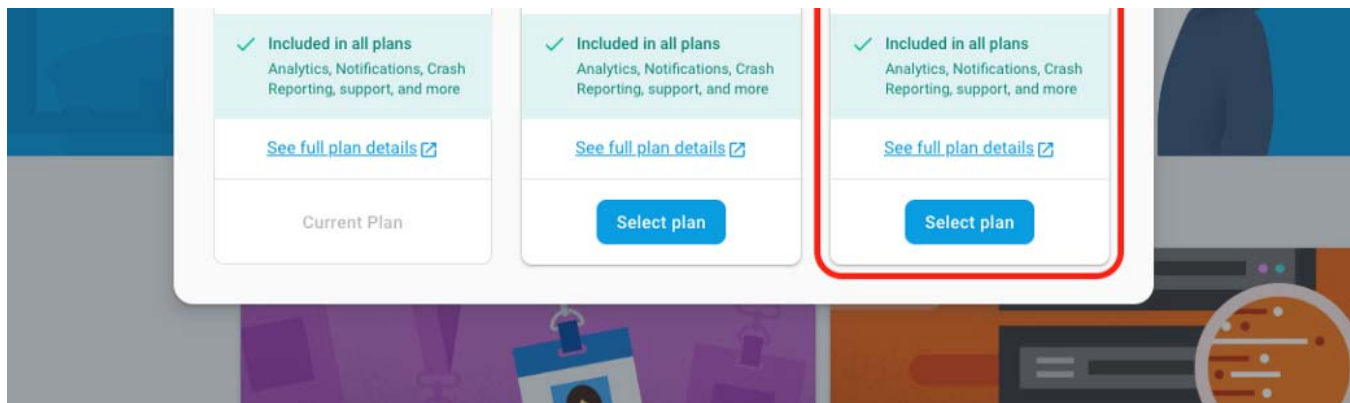 Included in all plans
Analytics, Notifications, Crash
Reporting, support, and more
See full plan details
Current Plan
Included in all plans
Analytics, Notifications, Crash
Reporting, support, and more
See full plan details
Select plan
Included in all plans
Analytics, Notifications, Crash
Reporting, support, and more
See full plan details
Select plan